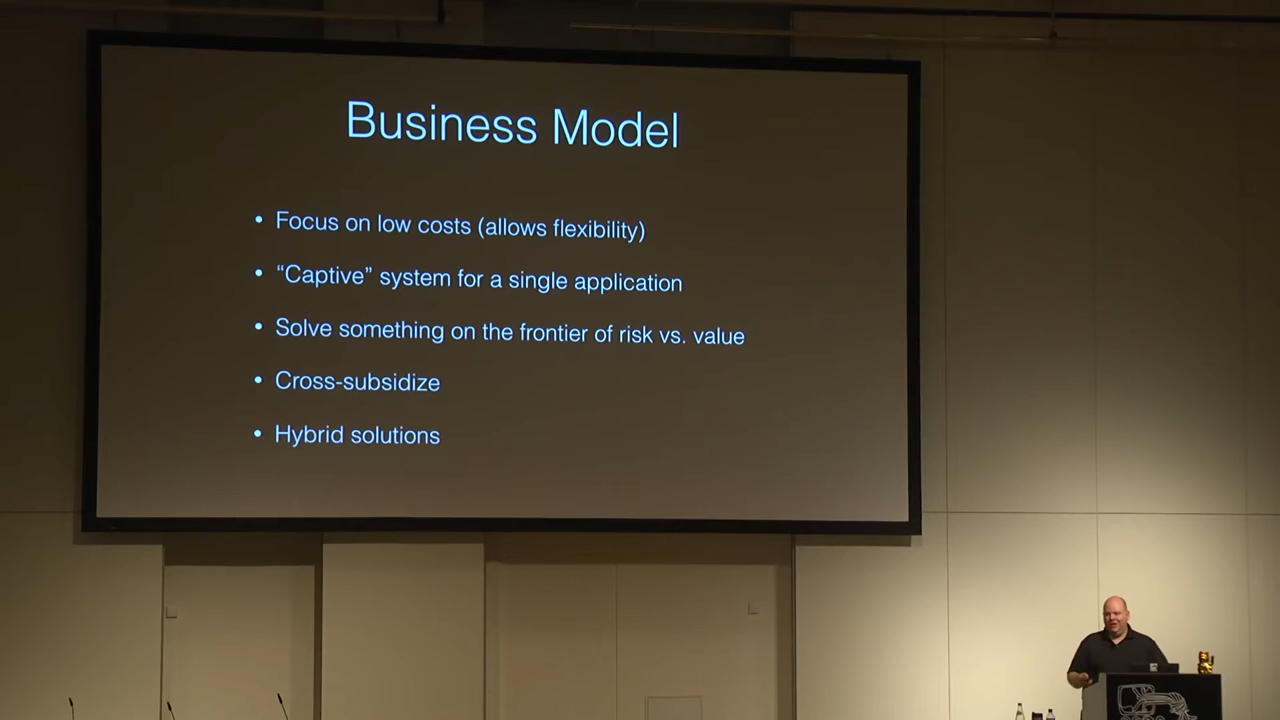 Business Model
• Focus on low costs (allows flexibility)
• “Captive” system for a single application
• Solve something on the frontier of risk vs. value
• Cross-subsidize
• Hybrid solutions